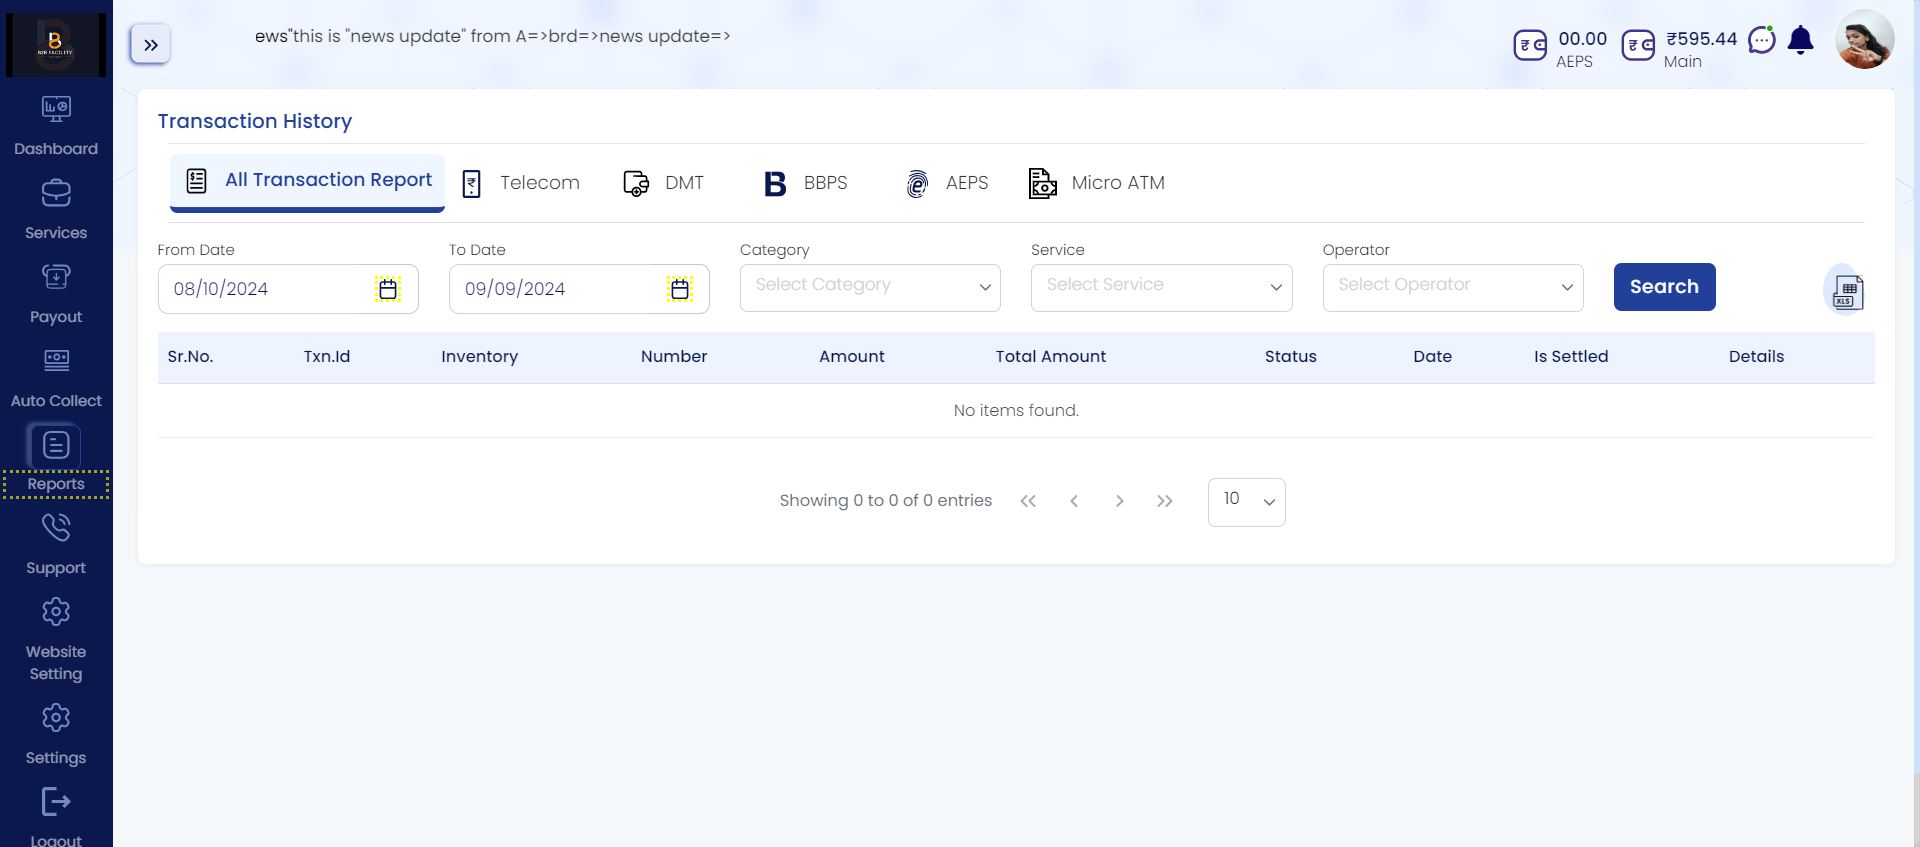 B2B FACILITY
ews"this is "news update" from A=>brd=>news update=>
00.00
AEPS
₹595.44
Main
Dashboard
Services
Payout
Auto Collect
Reports
Support
Website
Setting
Settings
Logout
Transaction History
All Transaction Report
Telecom
DMT
BBPS
AEPS
Micro ATM
From Date
To Date
Category
Service
Operator
08/10/2024
09/09/2024
Select Category
Select Service
Select Operator
Search
XLS
Sr.No. Txn.Id Inventory Number Amount Total Amount Status Date Is Settled Details
No items found.
Showing 0 to 0 of 0 entries
10